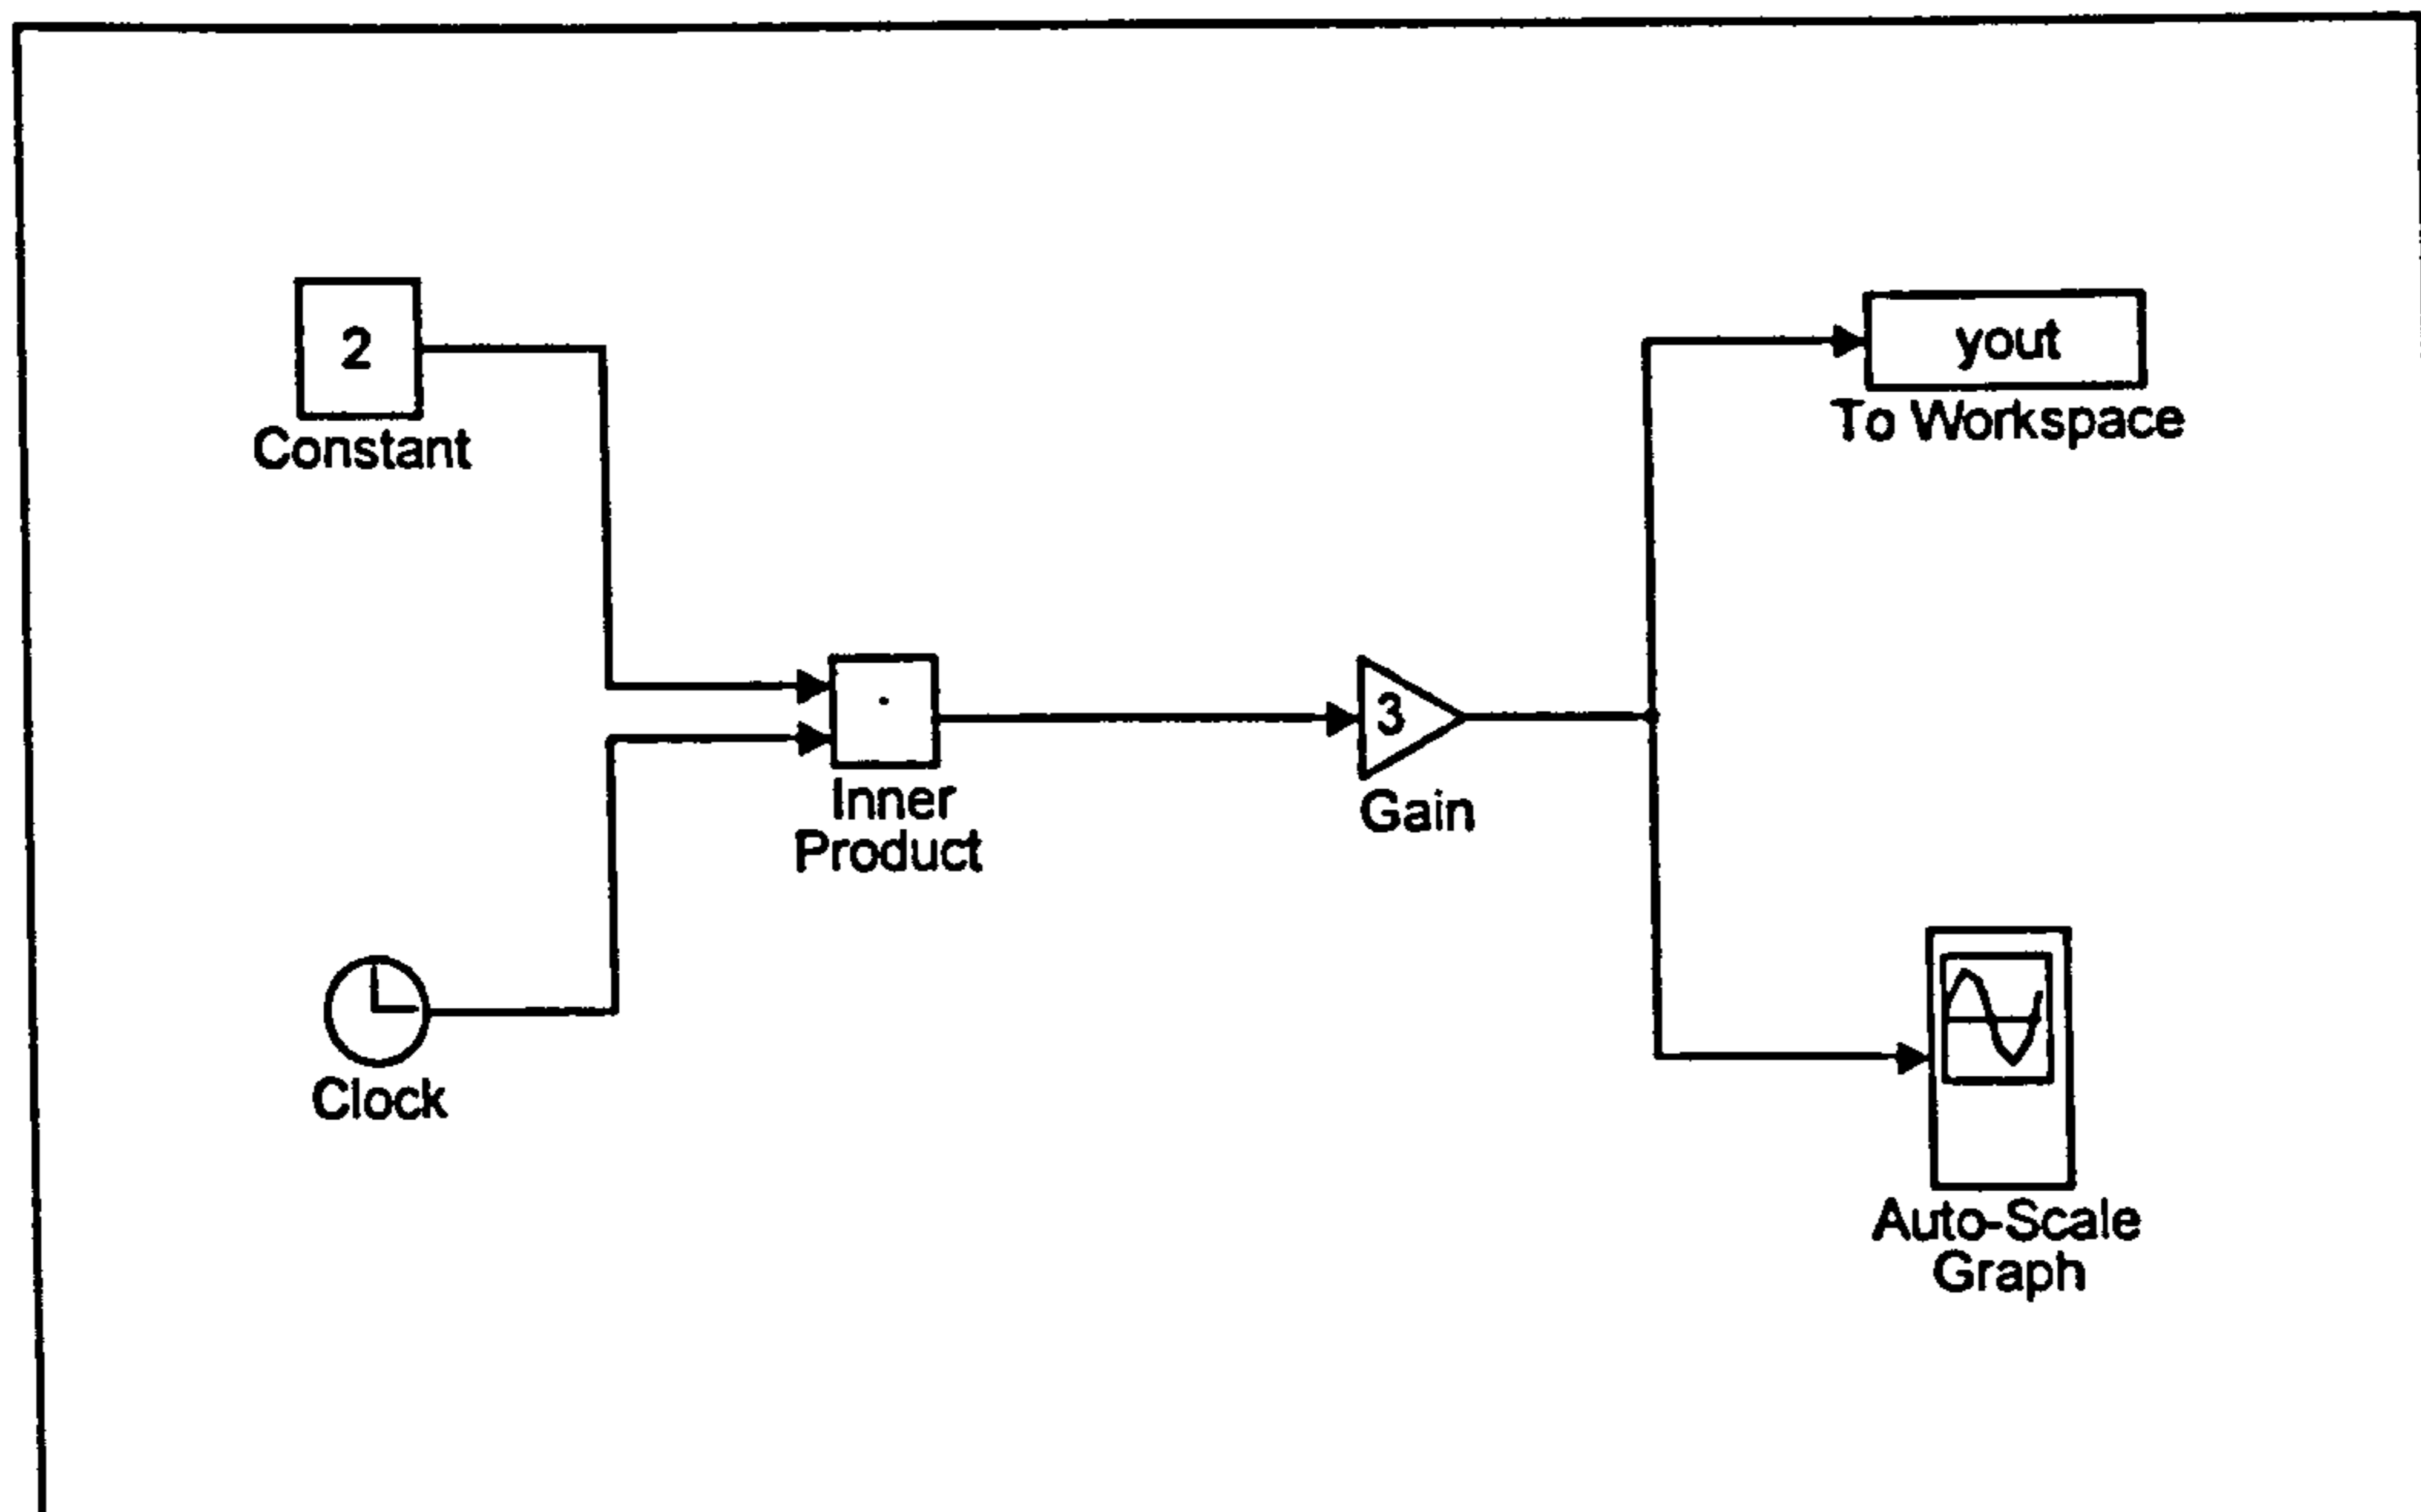 2
Constant
yout
To Workspace
·
Inner
Product
3
Gain
Clock
Auto-Scale
Graph